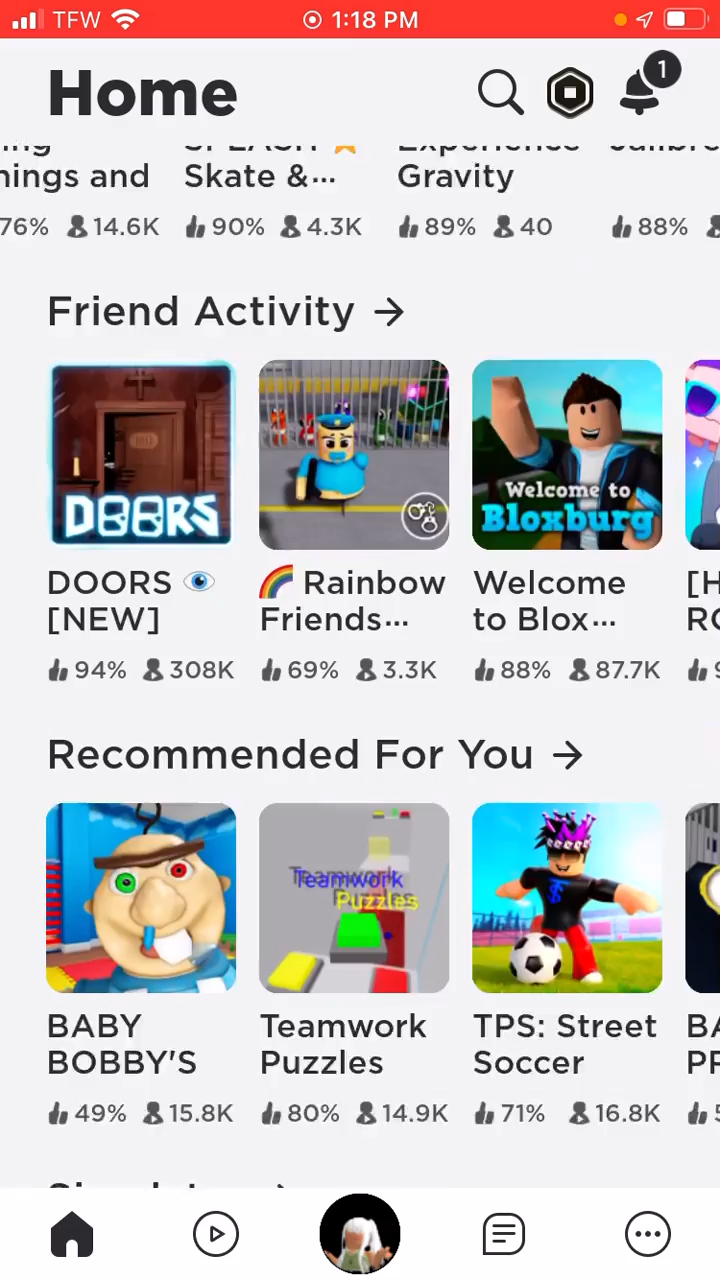 TFW 1:18 PM
Home 1
Skate &...
hings and
Gravity
76% 14.6K 90% 4.3K 89% 40 88%
Friend Activity →
DOORS
Welcome to
Bloxburg
DOORS 👁️ 🌈 Rainbow Welcome
[NEW] Friends... to Blox...
94% 308K 69% 3.3K 88% 87.7K
Recommended For You →
Teamwork
Puzzles
BABY Teamwork TPS: Street
BOBBY'S Puzzles Soccer
49% 15.8K 80% 14.9K 71% 16.8K